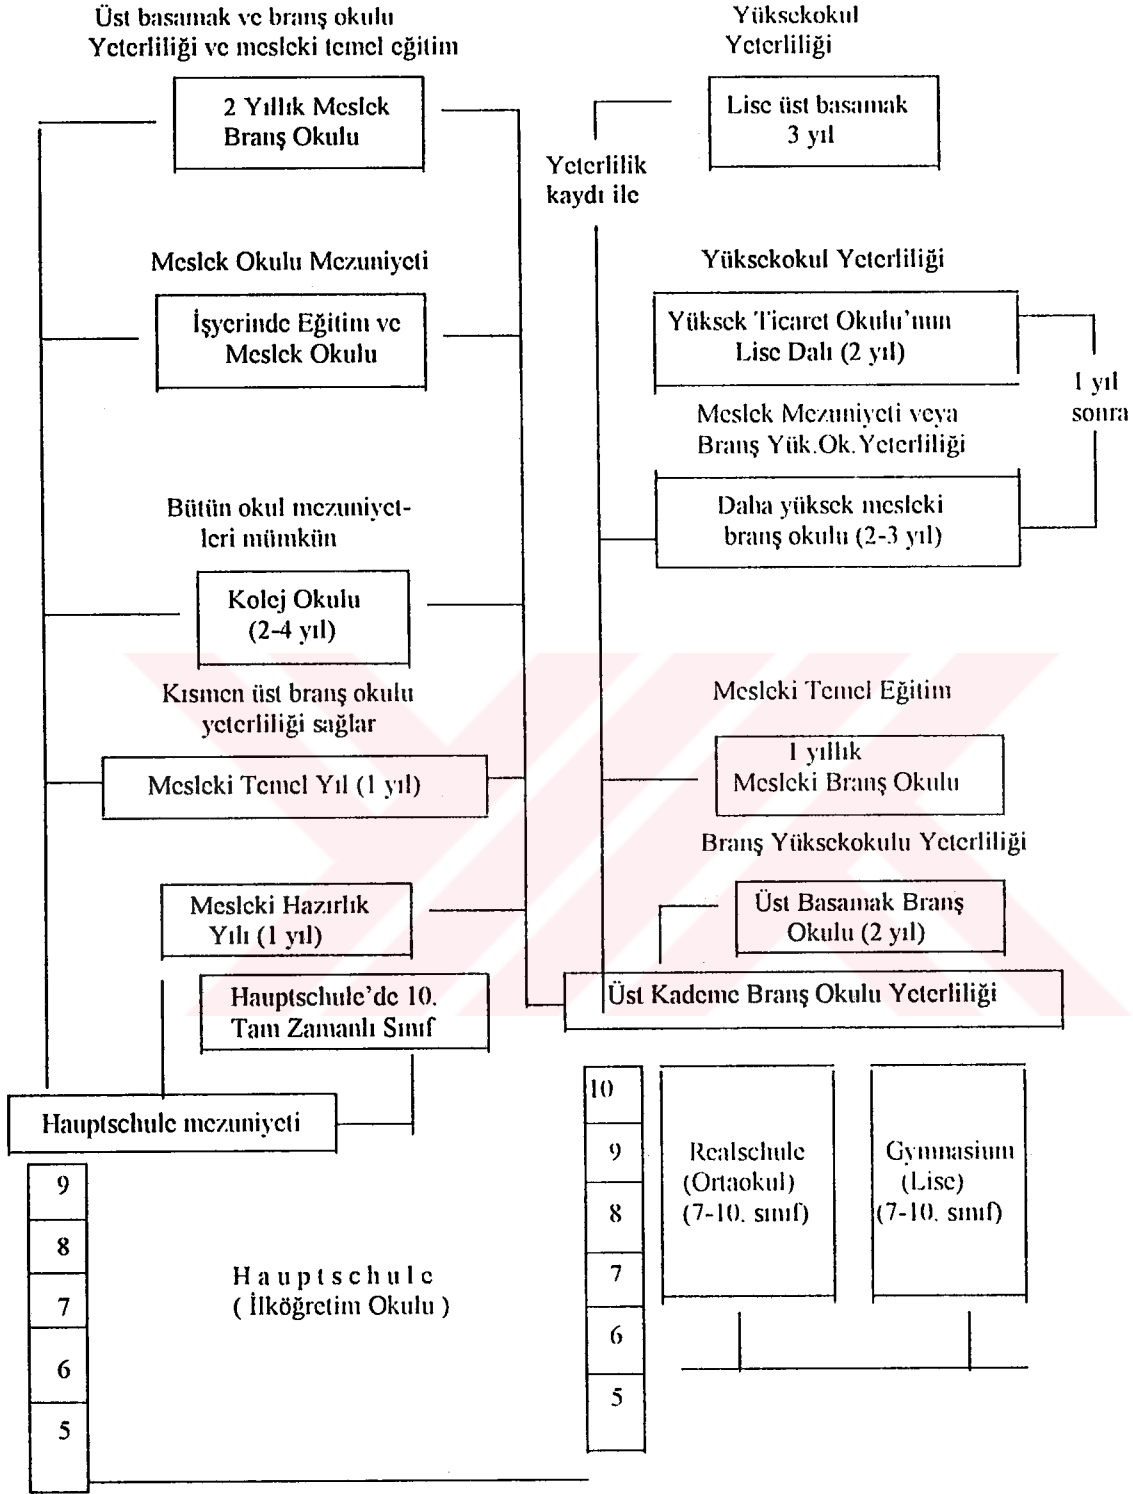 Üst basamak ve branş okulu
Yeterliliği ve mesleki temel eğitim
2 Yıllık Meslek
Branş Okulu
Meslek Okulu Mezuniyeti
İşyerinde Eğitim ve
Meslek Okulu
Bütün okul mezuniyet-
leri mümkün
Kolej Okulu
(2-4 yıl)
Kısmen üst branş okulu
yeterliliği sağlar
Mesleki Temel Yıl (1 yıl)
Mesleki Hazırlık
Yılı (1 yıl)
Hauptschule'de 10.
Tam Zamanlı Sınıf
Hauptschule mezuniyeti
9
8
7
6
5
Hauptschule
( İlköğretim Okulu )
Yüksekokul
Yeterliliği
Lise üst basamak
3 yıl
Yeterlilik
kaydı ile
Yüksekokul Yeterliliği
Yüksek Ticaret Okulu'nun
Lise Dalı (2 yıl)
1 yıl
sonra
Meslek Mezuniyeti veya
Branş Yük.Ok.Yeterliliği
Daha yüksek mesleki
branş okulu (2-3 yıl)
Mesleki Temel Eğitim
1 yıllık
Mesleki Branş Okulu
Branş Yüksekokulu Yeterliliği
Üst Basamak Branş
Okulu (2 yıl)
Üst Kademe Branş Okulu Yeterliliği
10
9
8
7
6
5
Realschule
(Ortaokul)
(7-10. sınıf)
Gymnasium
(Lise)
(7-10. sınıf)